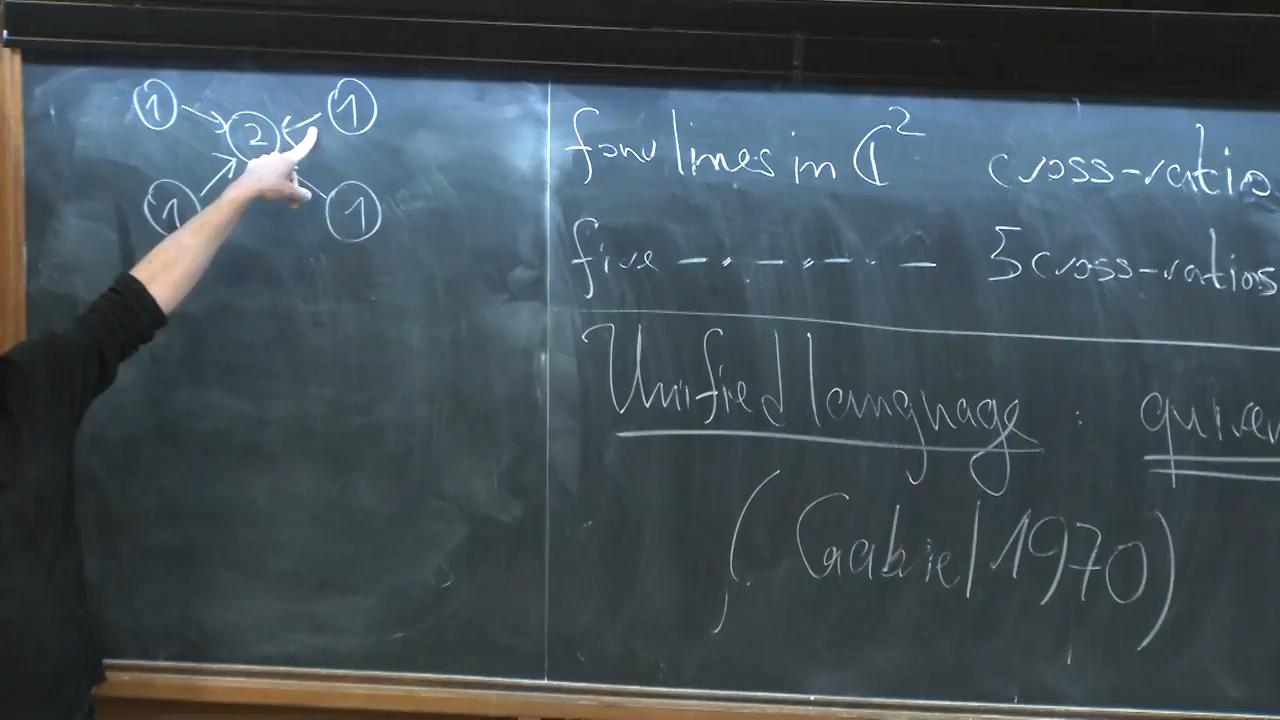 1 1
2
1 1
four lines in ℂ² cross-ratio
five — · — · — · — 5 cross-ratios
Unified language : quiver
( Gabriel 1970)